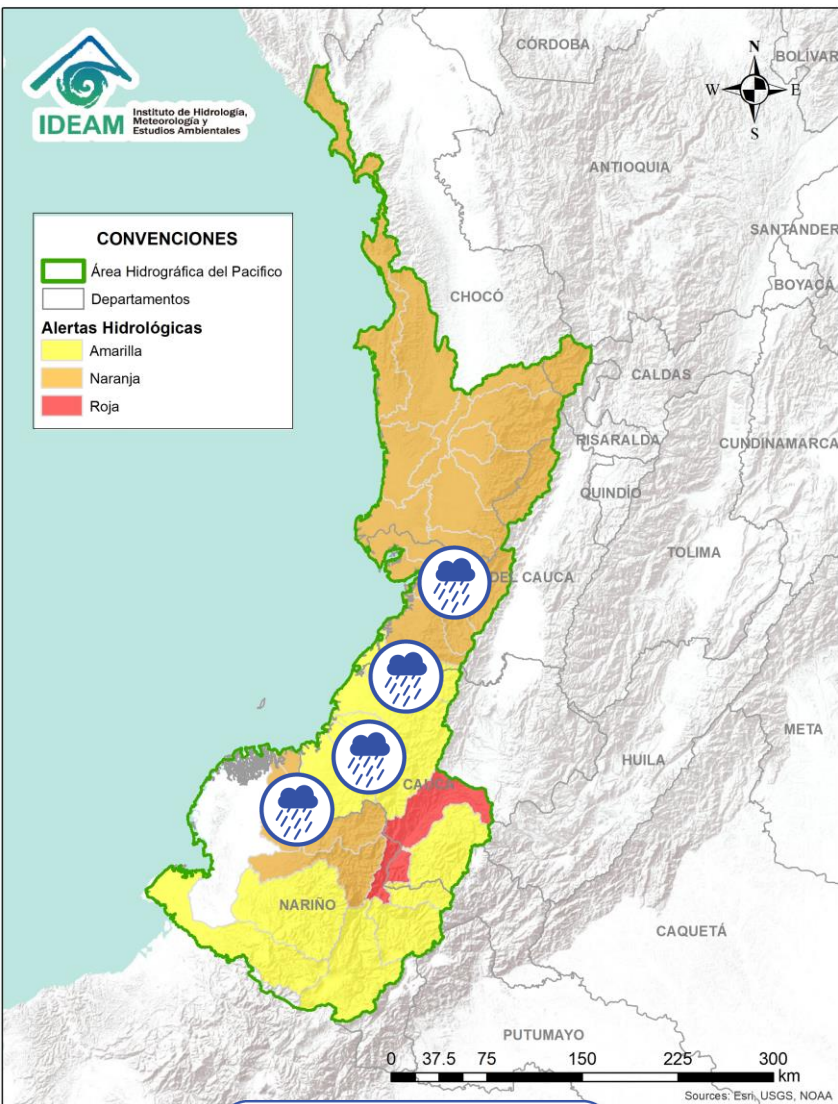 IDEAM
Instituto de Hidrología,
Meteorología y
Estudios Ambientales
CÓRDOBA
BOLÍVAR
N
W
E
S
ANTIOQUIA
SANTANDER
BOYACÁ
CONVENCIONES
Área Hidrográfica del Pacifico
Departamentos
Alertas Hidrológicas
Amarilla
Naranja
Roja
CHOCÓ
CALDAS
RISARALDA
CUNDINAMARCA
QUINDÍO
TOLIMA
DEL CAUCA
META
HUILA
CAUCA
NARIÑO
CAQUETÁ
PUTUMAYO
0 37.5 75 150 225 300
km
Sources: Esri, USGS, NOAA